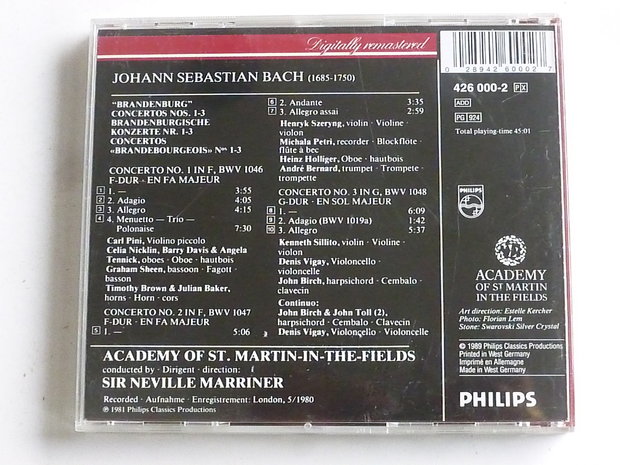 Digitally remastered
JOHANN SEBASTIAN BACH (1685-1750)
"BRANDENBURG"
CONCERTOS NOS. 1-3
BRANDENBURGISCHE
KONZERTE NR. 1-3
CONCERTOS
«BRANDEBOURGEOIS» Nos 1-3
CONCERTO NO. 1 IN F, BWV 1046
F-DUR · EN FA MAJEUR
1 1. — 3:55
2 2. Adagio 4:05
3 3. Allegro 4:15
4 4. Menuetto — Trio —
Polonaise 7:30
Carl Pini, Violino piccolo
Celia Nicklin, Barry Davis & Angela
Tennick, oboes · Oboe · hautbois
Graham Sheen, bassoon · Fagott ·
basson
Timothy Brown & Julian Baker,
horns · Horn · cors
CONCERTO NO. 2 IN F, BWV 1047
F-DUR · EN FA MAJEUR
5 1. — 5:06
6 2. Andante 3:35
7 3. Allegro assai 2:59
Henryk Szeryng, violin · Violine ·
violon
Michala Petri, recorder · Blockflöte ·
flûte à bec
Heinz Holliger, Oboe · hautbois
André Bernard, trumpet · Trompete ·
trompette
CONCERTO NO. 3 IN G, BWV 1048
G-DUR · EN SOL MAJEUR
8 1. — 6:09
9 2. Adagio (BWV 1019a) 1:42
10 3. Allegro 5:37
Kenneth Sillito, violin · Violine ·
violon
Denis Vigay, Violoncello ·
violoncelle
John Birch, harpsichord · Cembalo ·
clavecin
Continuo:
John Birch & John Toll (2),
harpsichord · Cembalo · Clavecin
Denis Vigay, Violoncello · Violoncelle
ACADEMY OF ST. MARTIN-IN-THE-FIELDS
conducted by · Dirigent · direction:
SIR NEVILLE MARRINER
Recorded · Aufnahme · Enregistrement: London, 5/1980
℗ 1981 Philips Classics Productions
0 28942 60002 7
426 000-2 PX
ADD
PG 924
Total playing-time 45:01
PHILIPS
ACADEMY
OF ST MARTIN
IN THE FIELDS
Art direction: Estelle Kercher
Photo: Florian Lem
Stone: Swarovski Silver Crystal
© 1989 Philips Classics Productions
Printed in West Germany
Imprimé en Allemagne
Made in West Germany
PHILIPS